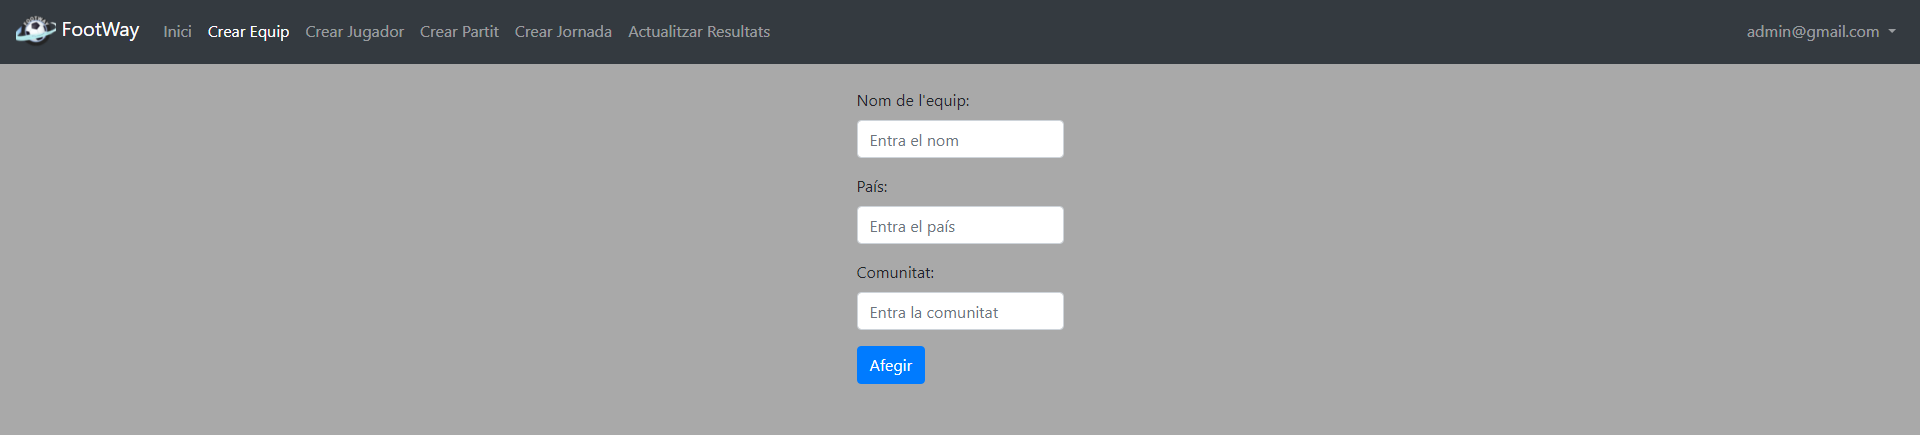 FootWay Inici Crear Equip Crear Jugador Crear Partit Crear Jornada Actualitzar Resultats admin@gmail.com
Nom de l'equip:
Entra el nom
País:
Entra el país
Comunitat:
Entra la comunitat
Afegir